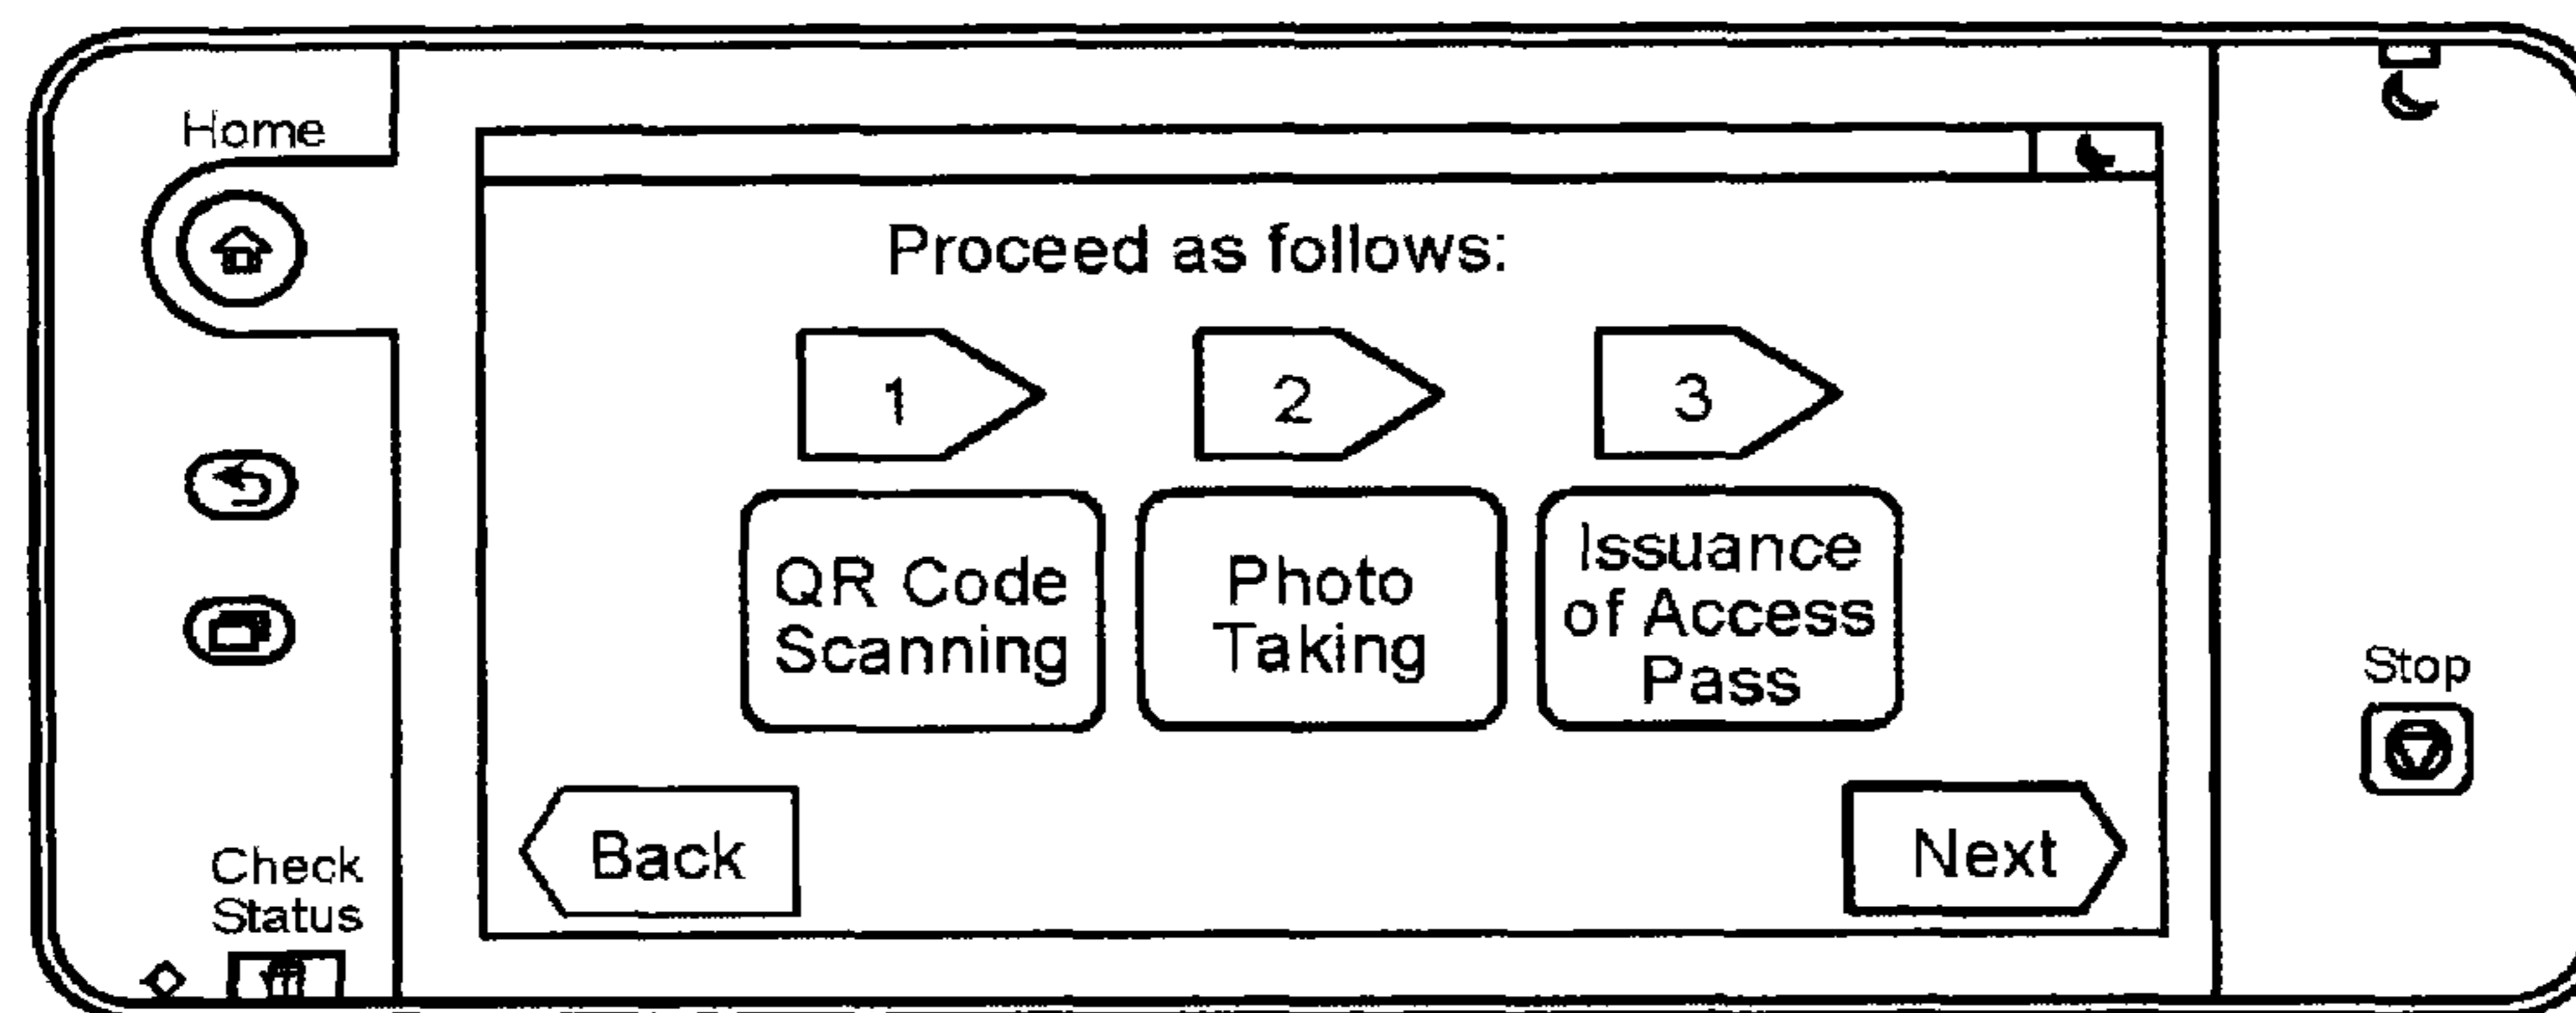 Home
Proceed as follows:
1
2
3
QR Code
Scanning
Photo
Taking
Issuance
of Access
Pass
Stop
Back
Next
Check
Status